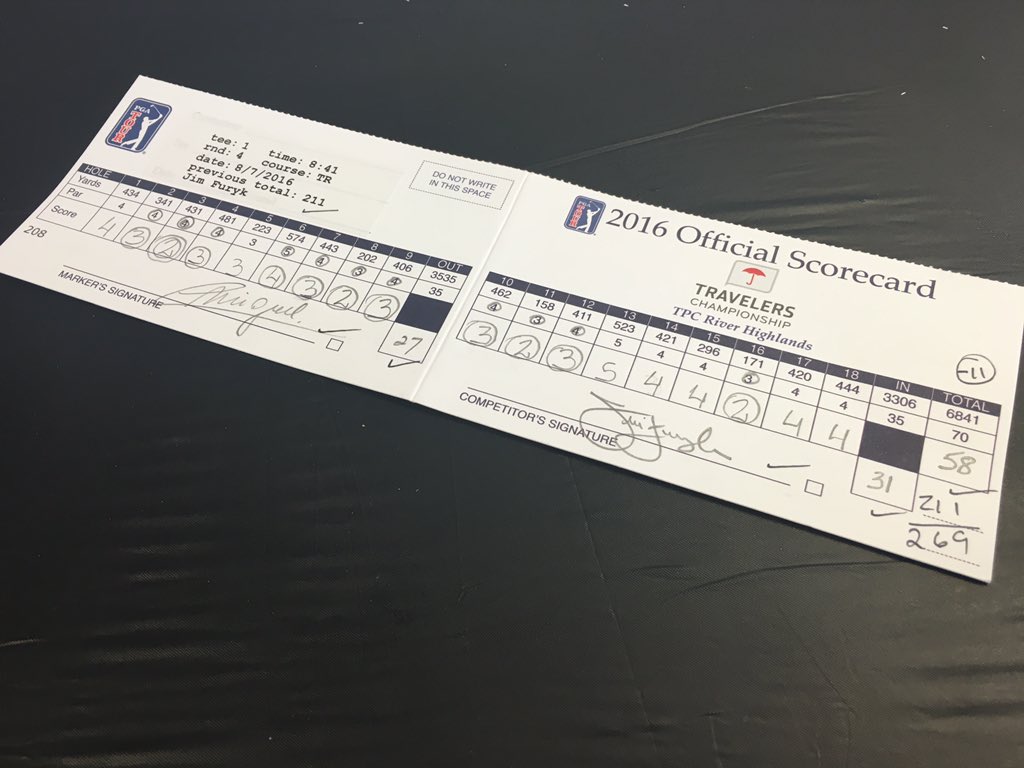 PGA TOUR
tee: 1 time: 8:41
rnd: 4 course: TR
date: 8/7/2016
previous total: 211
Jim Furyk
DO NOT WRITE
IN THIS SPACE
HOLE 1 2 3 4 5 6 7 8 9 OUT
Yards 434 341 431 481 223 574 443 202 406 3535
Par 4 4 4 3 5 4 3 4 35
Score 4 3 2 3 3 4 3 2 3 27
208
MARKER'S SIGNATURE Miguel
2016 Official Scorecard
TRAVELERS
CHAMPIONSHIP
TPC River Highlands
-11
10 11 12 13 14 15 16 17 18 IN TOTAL
462 158 411 523 421 296 171 420 444 3306 6841
4 3 4 5 4 4 3 4 4 35 70
3 2 3 5 4 4 2 4 4 31 58
COMPETITOR'S SIGNATURE Jim Furyk
211
269